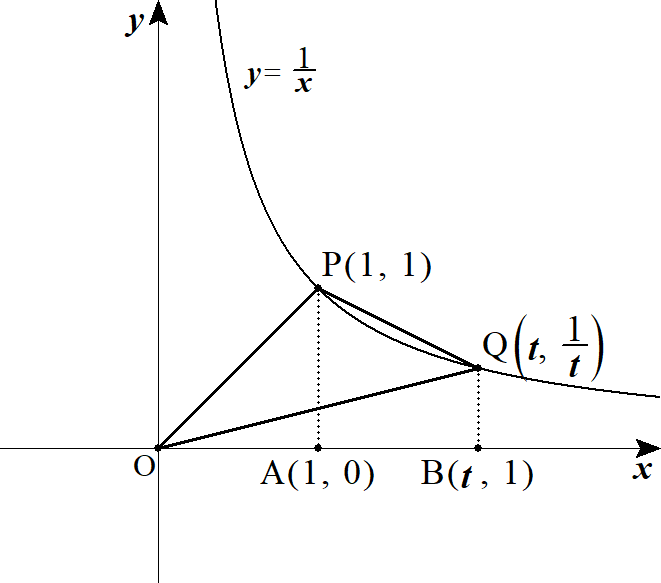 y
y= 1/x
P(1, 1)
Q(t, 1/t)
O
A(1, 0)
B(t, 1)
x